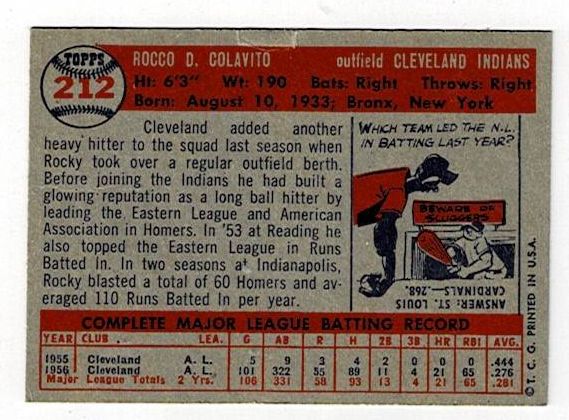 TOPPS
212
ROCCO D. COLAVITO outfield CLEVELAND INDIANS
Ht: 6'3" Wt: 190 Bats: Right Throws: Right
Born: August 10, 1933; Bronx, New York
Cleveland added another
heavy hitter to the squad last season when
Rocky took over a regular outfield berth.
Before joining the Indians he had built a
glowing reputation as a long ball hitter by
leading the Eastern League and American
Association in Homers. In '53 at Reading he
also topped the Eastern League in Runs
Batted In. In two seasons at Indianapolis,
Rocky blasted a total of 60 Homers and av-
eraged 110 Runs Batted In per year.
WHICH TEAM LED THE N.L.
IN BATTING LAST YEAR?
BEWARE OF
SLUGGERS
ANSWER: ST. LOUIS
CARDINALS-.268.
COMPLETE MAJOR LEAGUE BATTING RECORD
YEAR CLUB LEA. G AB R H 2B 3B HR RBI AVG.
1955 Cleveland A. L. 5 9 3 4 2 0 0 0 .444
1956 Cleveland A. L. 101 322 55 89 11 4 21 65 .276
Major League Totals 2 Yrs. 106 331 58 93 13 4 21 65 .281
© T. C. G. PRINTED IN U.S.A.